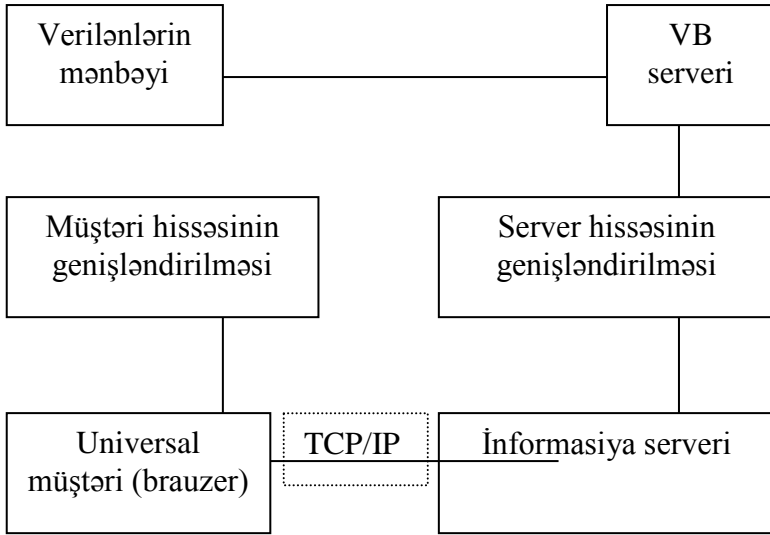 Verilənlərin
mənbəyi
VB
serveri
Müştəri hissəsinin
genişləndirilməsi
Server hissəsinin
genişləndirilməsi
Universal
müştəri (brauzer)
TCP/IP
İnformasiya serveri